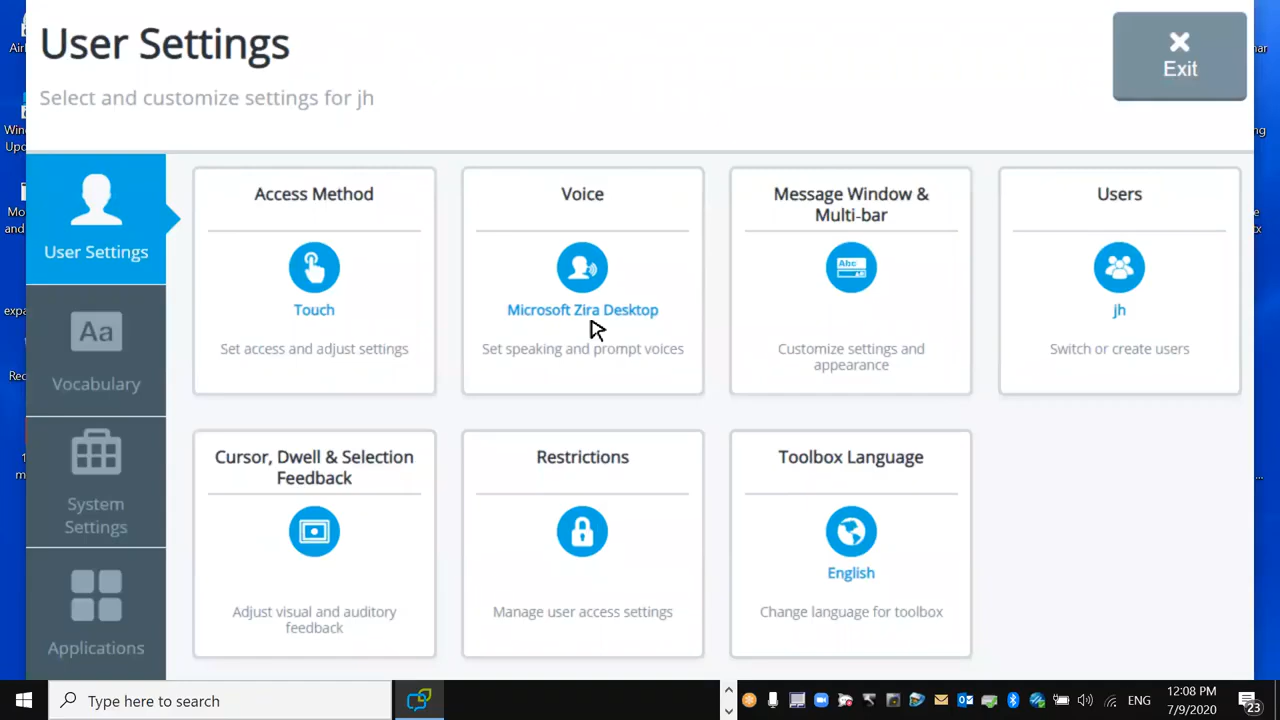 User Settings
Select and customize settings for jh
Exit
User Settings
Vocabulary
System
Settings
Applications
Access Method
Touch
Set access and adjust settings
Voice
Microsoft Zira Desktop
Set speaking and prompt voices
Message Window &
Multi-bar
Abc
Customize settings and
appearance
Users
jh
Switch or create users
Cursor, Dwell & Selection
Feedback
Adjust visual and auditory
feedback
Restrictions
Manage user access settings
Toolbox Language
English
Change language for toolbox
Type here to search
ENG
12:08 PM
7/9/2020
23